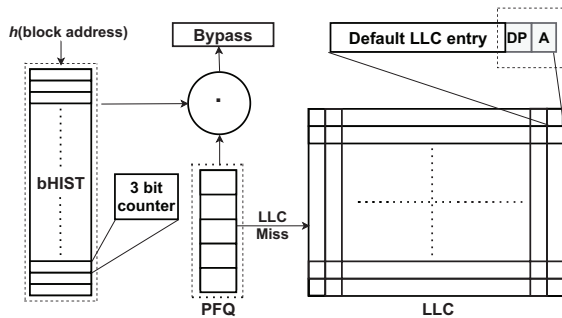 h(block address)
Bypass
Default LLC entry
DP
A
.
bHIST
3 bit
counter
LLC
Miss
PFQ
LLC